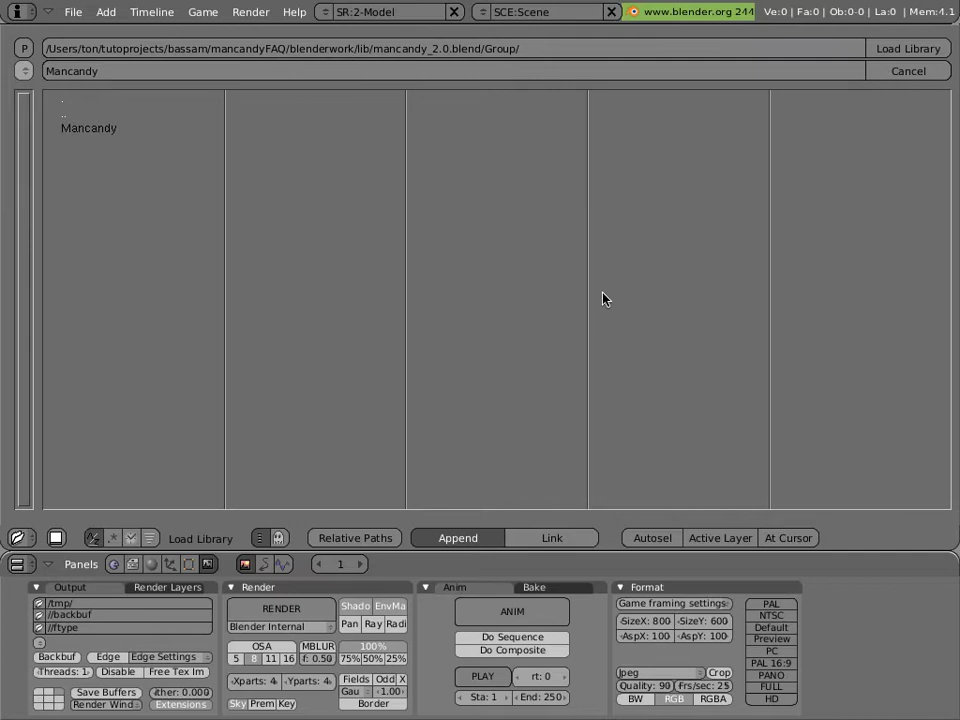 File Add Timeline Game Render Help SR:2-Model X SCE:Scene X www.blender.org 244 Ve:0 | Fa:0 | Ob:0-0 | La:0 | Mem:4.1
P /Users/ton/tutoprojects/bassam/mancandyFAQ/blenderwork/lib/mancandy_2.0.blend/Group/ Load Library
Mancandy Cancel
.
..
Mancandy
Load Library Relative Paths Append Link Autosel Active Layer At Cursor
Panels 1
Output Render Layers Render Anim Bake Format
/tmp/
//backbuf
//ftype
Backbuf Edge Edge Settings
Threads: 1 Disable Free Tex Im
Save Buffers ither: 0.000
Render Wind Extensions
RENDER
Blender Internal
Shado EnvMa
Pan Ray Radi
OSA MBLUR 100%
5 8 11 16 f: 0.50 75% 50% 25%
Xparts: 4 Yparts: 4 Fields Odd X
Gau 1.00
Sky Prem Key Border
ANIM
Do Sequence
Do Composite
PLAY rt: 0
Sta: 1 End: 250
Game framing settings:
SizeX: 800 SizeY: 600
AspX: 100 AspY: 100
Jpeg Crop
Quality: 90 Frs/sec: 25
BW RGB RGBA
PAL
NTSC
Default
Preview
PC
PAL 16:9
PANO
FULL
HD